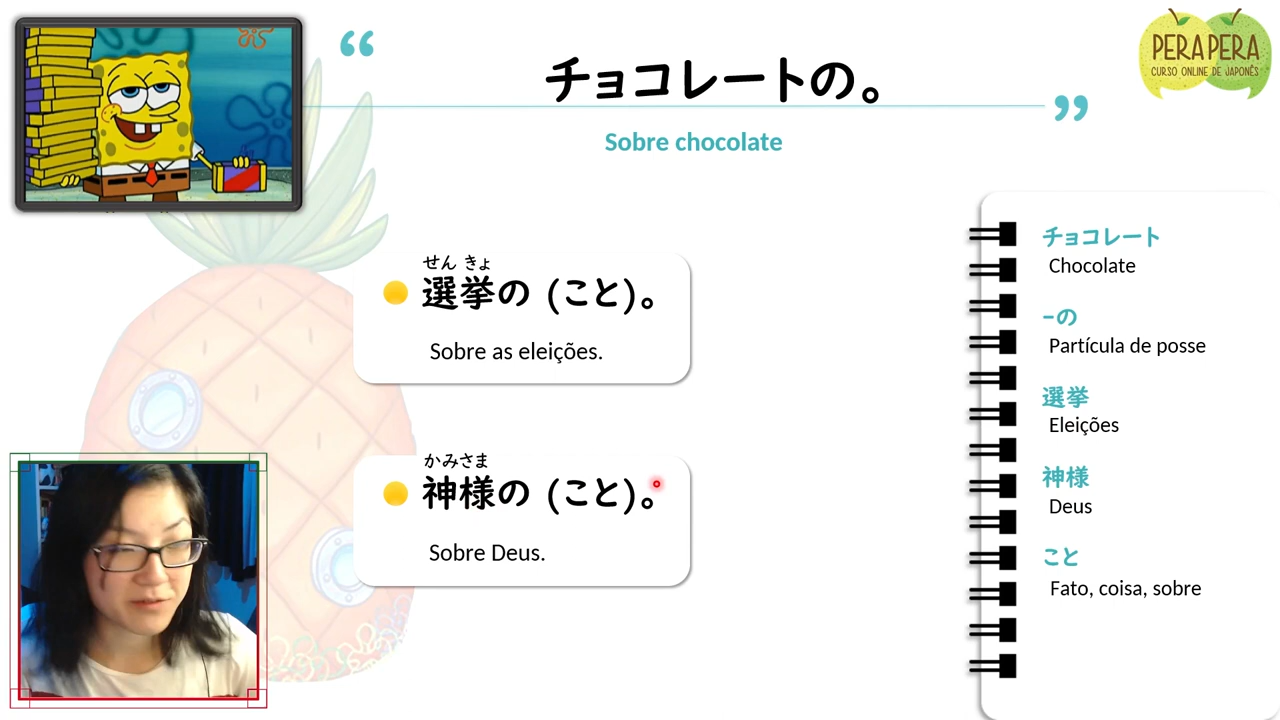 “
チョコレートの。
”
Sobre chocolate
PERAPERA
CURSO ONLINE DE JAPONÊS
せん きょ
選挙の (こと)。
Sobre as eleições.
かみさま
神様の (こと)。
Sobre Deus.
チョコレート
Chocolate
-の
Partícula de posse
選挙
Eleições
神様
Deus
こと
Fato, coisa, sobre